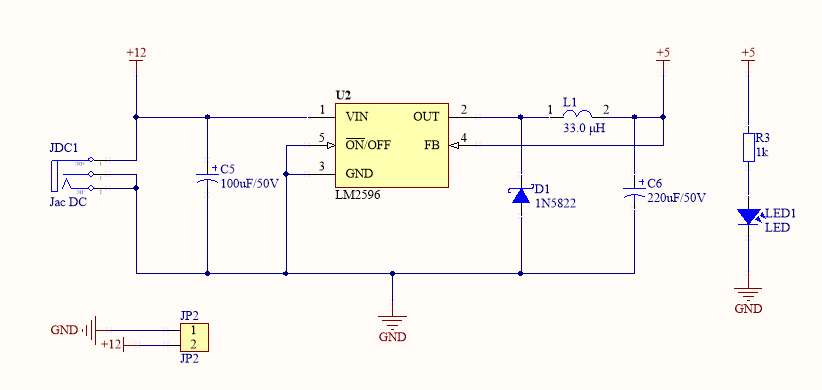 +12
+5
+5
U2
1 VIN OUT 2
1 L1 2
33.0 µH
5 ON/OFF FB 4
3 GND
LM2596
JDC1
Jac DC
C5
100uF/50V
D1
1N5822
C6
220uF/50V
R3
1k
LED1
LED
GND
GND
JP2
GND 1
+12 2
JP2